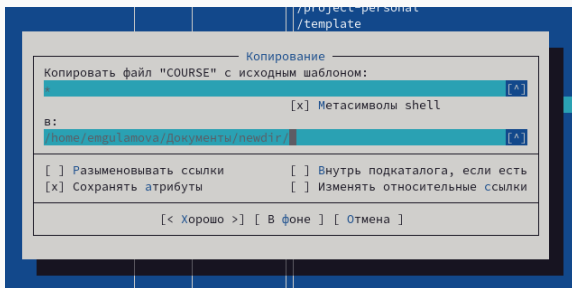 /project-personal
/template
Копирование
Копировать файл "COURSE" с исходным шаблоном:
* [^]
[x] Метасимволы shell
в:
/home/emgulamova/Документы/newdir/ [^]
[ ] Разыменовывать ссылки [ ] Внутрь подкаталога, если есть
[x] Сохранять атрибуты [ ] Изменять относительные ссылки
[< Хорошо >] [ В фоне ] [ Отмена ]